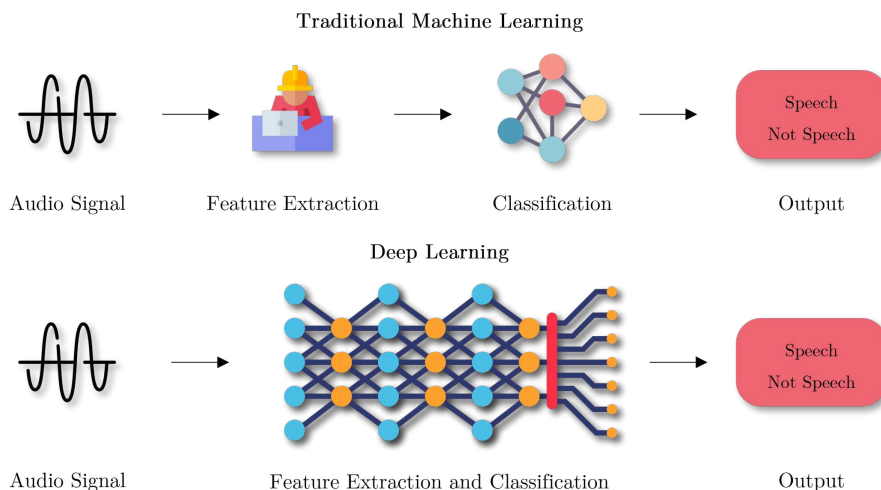 Traditional Machine Learning
Speech
Not Speech
Audio Signal
Feature Extraction
Classification
Output
Deep Learning
Speech
Not Speech
Audio Signal
Feature Extraction and Classification
Output